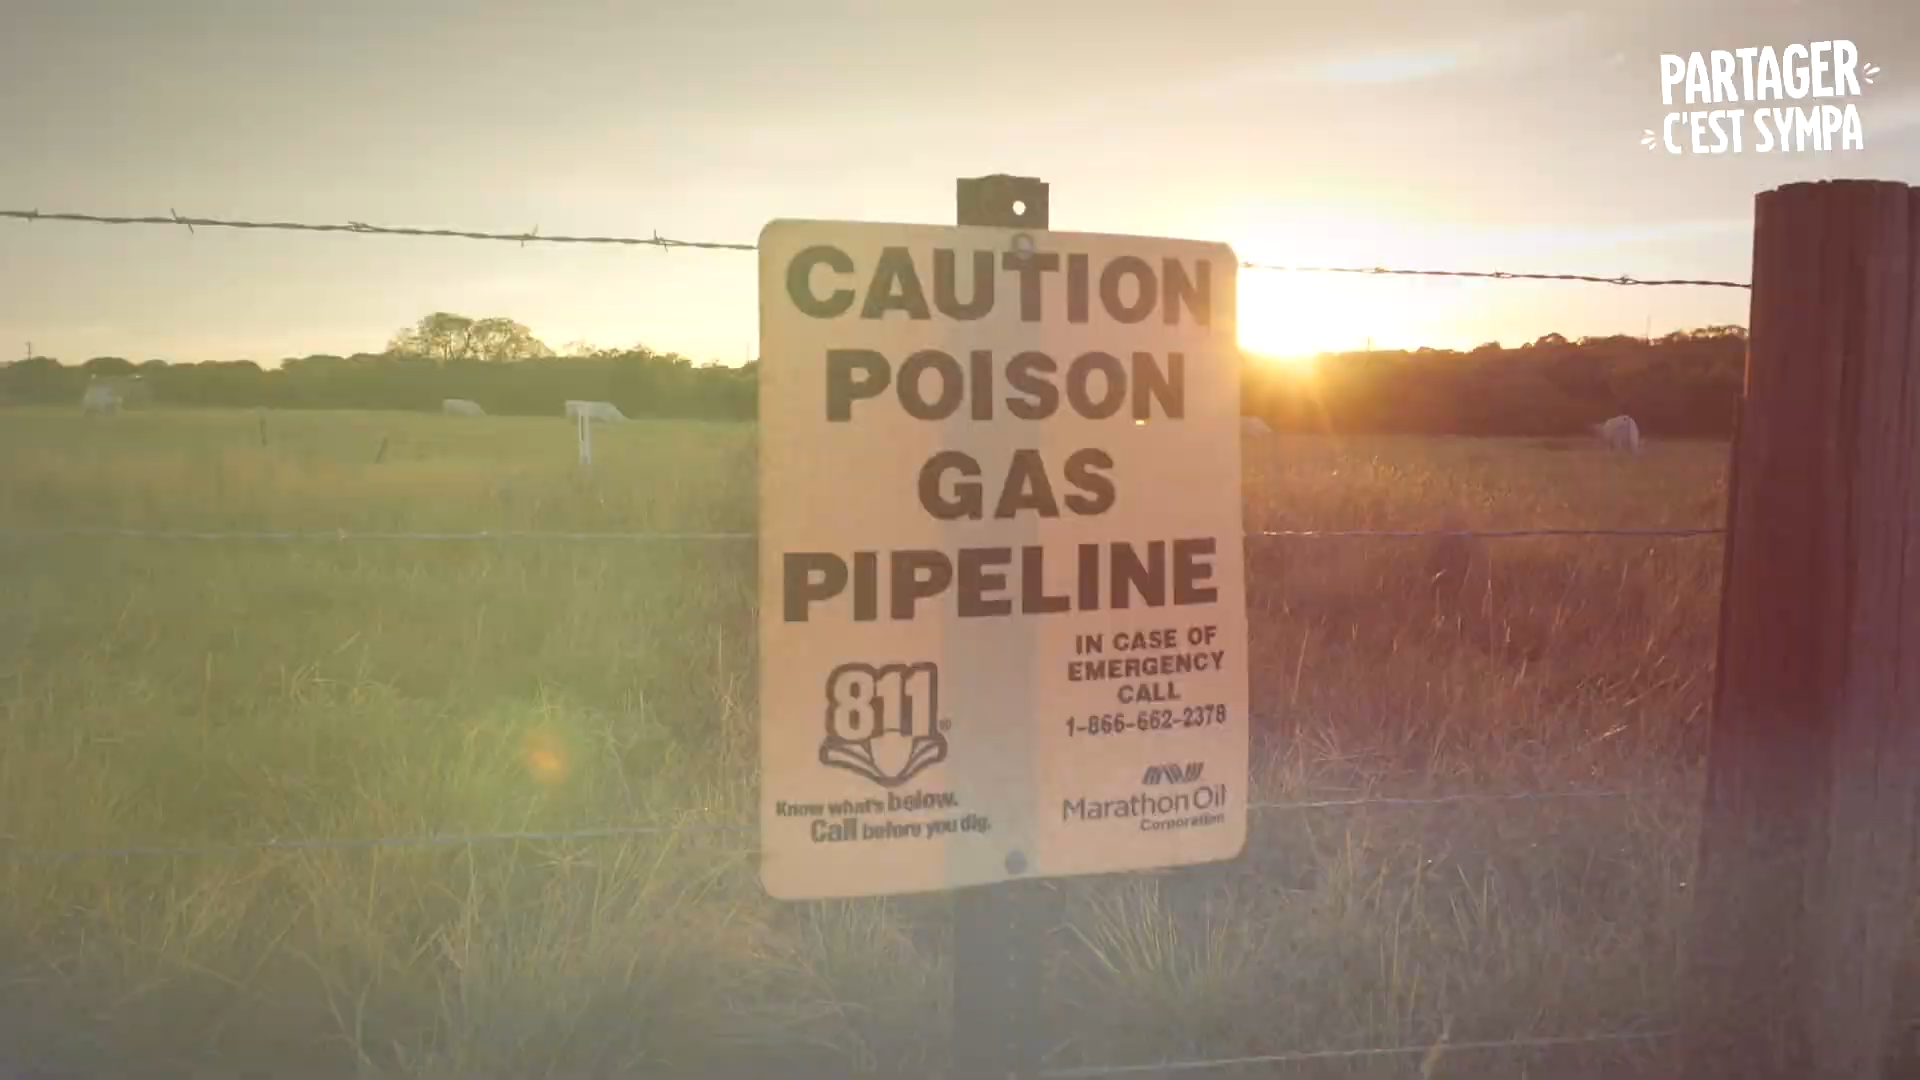 PARTAGER
C'EST SYMPA
CAUTION
POISON
GAS
PIPELINE
IN CASE OF
EMERGENCY
CALL
1-866-662-2378
811®
Know what's below.
Call before you dig.
Marathon Oil
Corporation